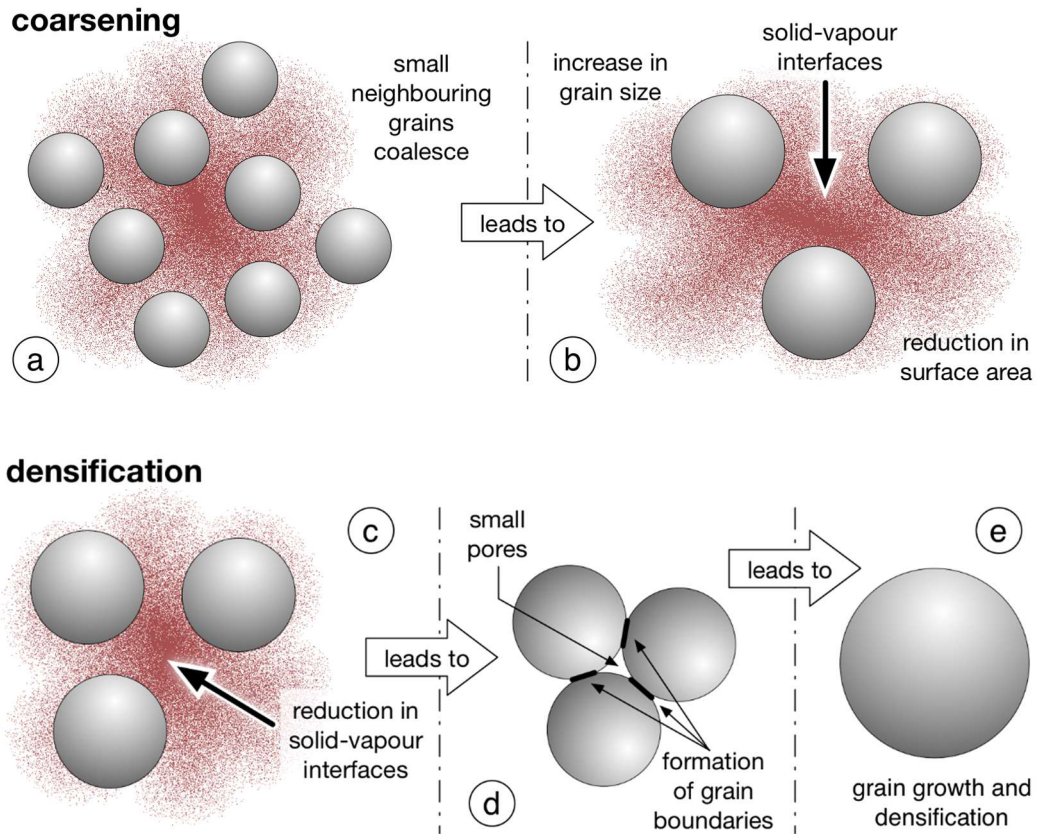 coarsening
small
neighbouring
grains
coalesce
a
leads to
increase in
grain size
solid-vapour
interfaces
b
reduction in
surface area
densification
c
reduction in
solid-vapour
interfaces
leads to
small
pores
formation
of grain
boundaries
d
leads to
e
grain growth and
densification